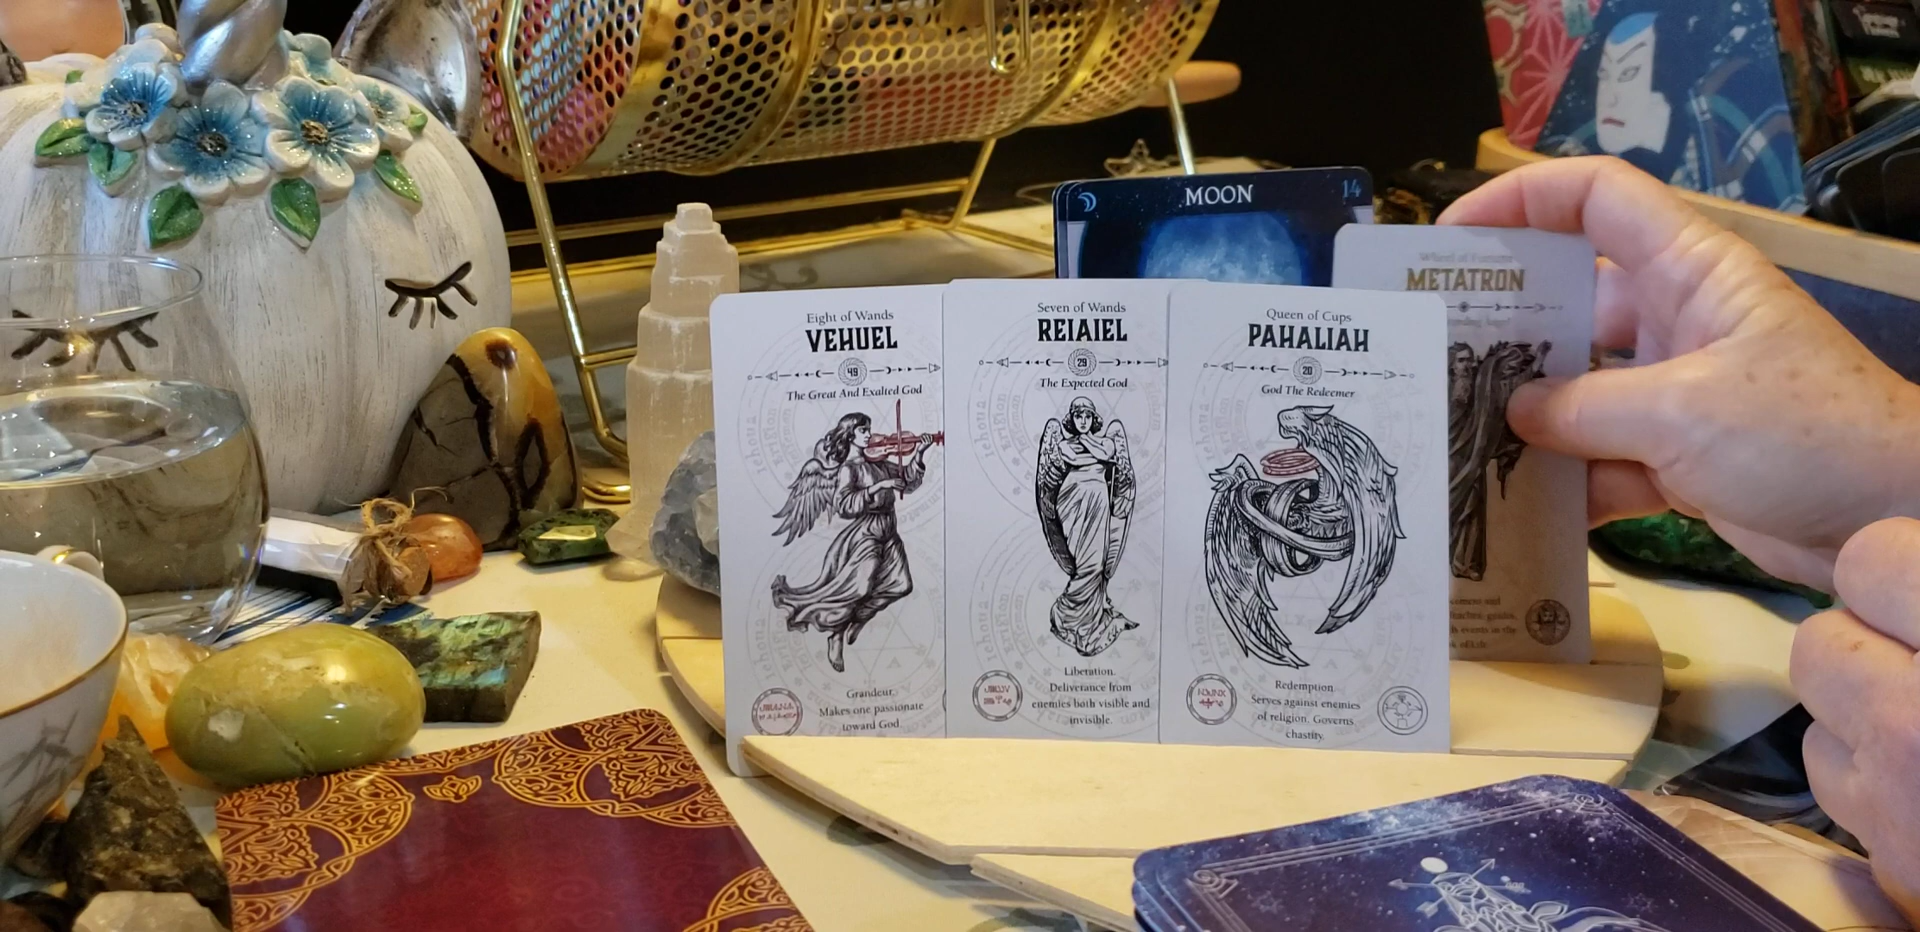 MOON
14
Wheel of Fortune
METATRON
Eight of Wands
VEHUEL
49
The Great And Exalted God
Grandeur.
Makes one passionate
toward God.
Seven of Wands
REIAIEL
29
The Expected God
Liberation.
Deliverance from
enemies both visible and
invisible.
Queen of Cups
PAHALIAH
20
God The Redeemer
Redemption.
Serves against enemies
of religion. Governs
chastity.